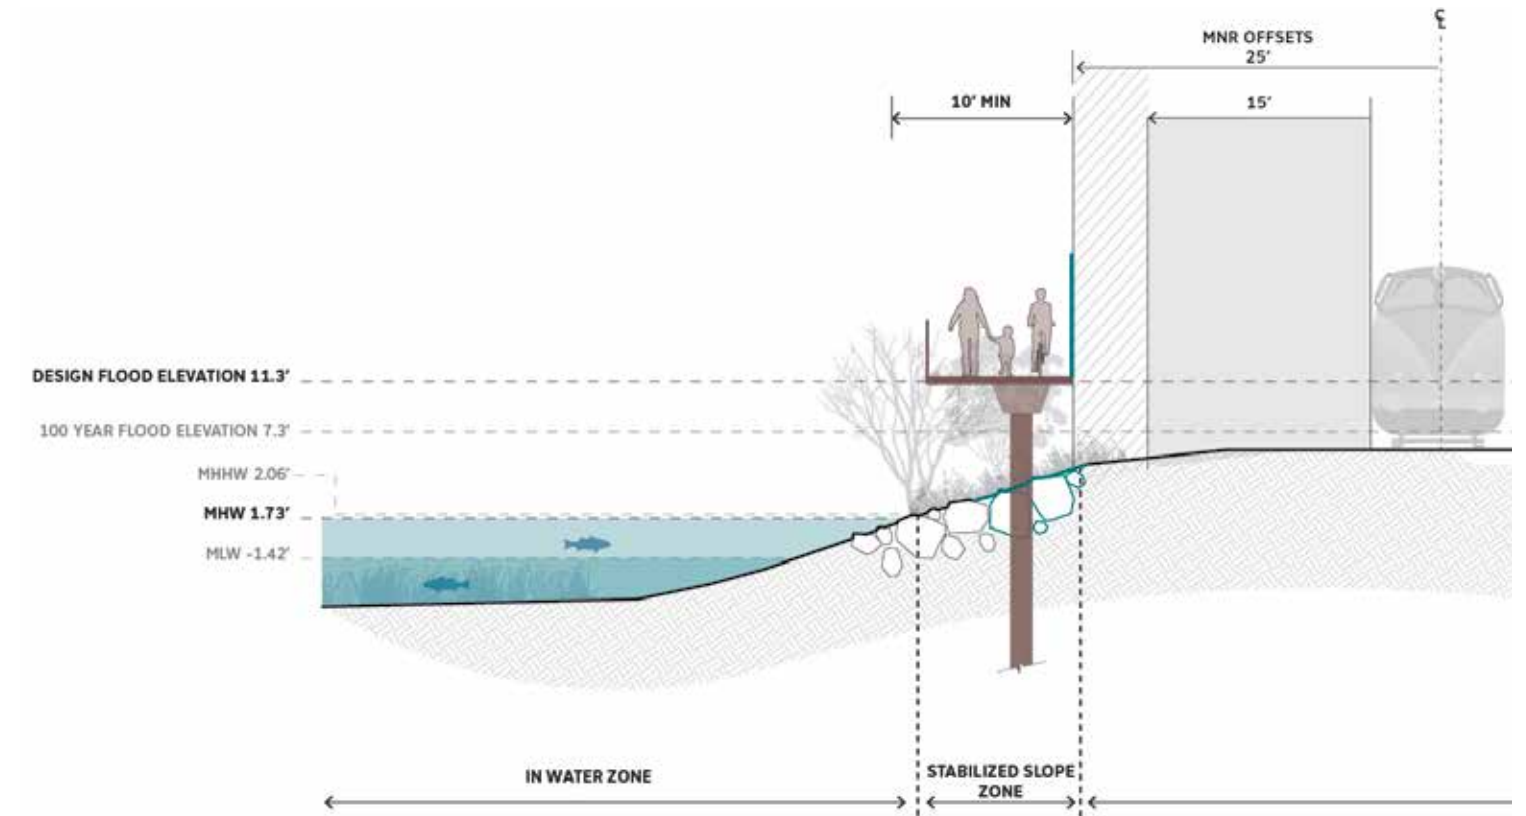 ℄
MNR OFFSETS
25’
10’ MIN
15’
DESIGN FLOOD ELEVATION 11.3’
100 YEAR FLOOD ELEVATION 7.3’
MHHW 2.06’
MHW 1.73’
MLW -1.42’
IN WATER ZONE
STABILIZED SLOPE
ZONE